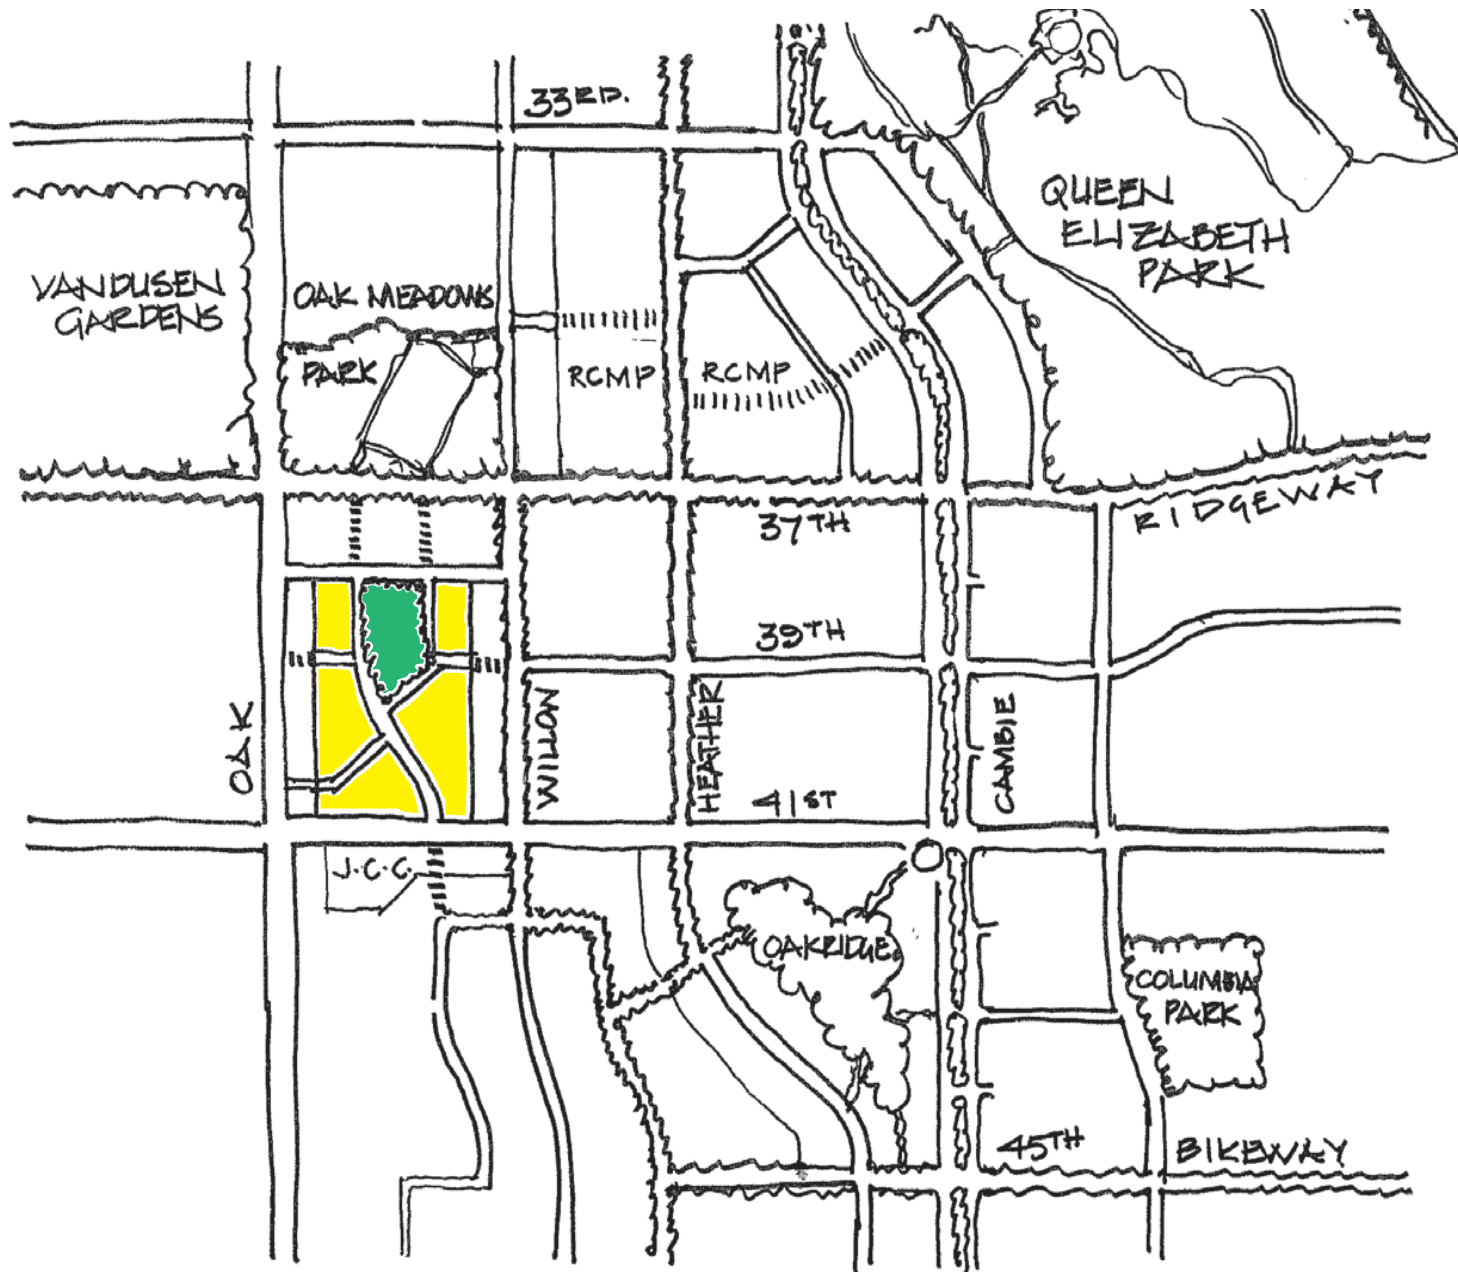 33RD.
QUEEN
ELIZABETH
PARK
VANDUSEN
GARDENS
OAK MEADOWS
PARK
RCMP
RCMP
RIDGEWAY
37TH
39TH
OAK
WILLOW
HEATHER
CAMBIE
41ST
J.C.C.
OAKRIDGE
COLUMBIA
PARK
45TH
BIKEWAY